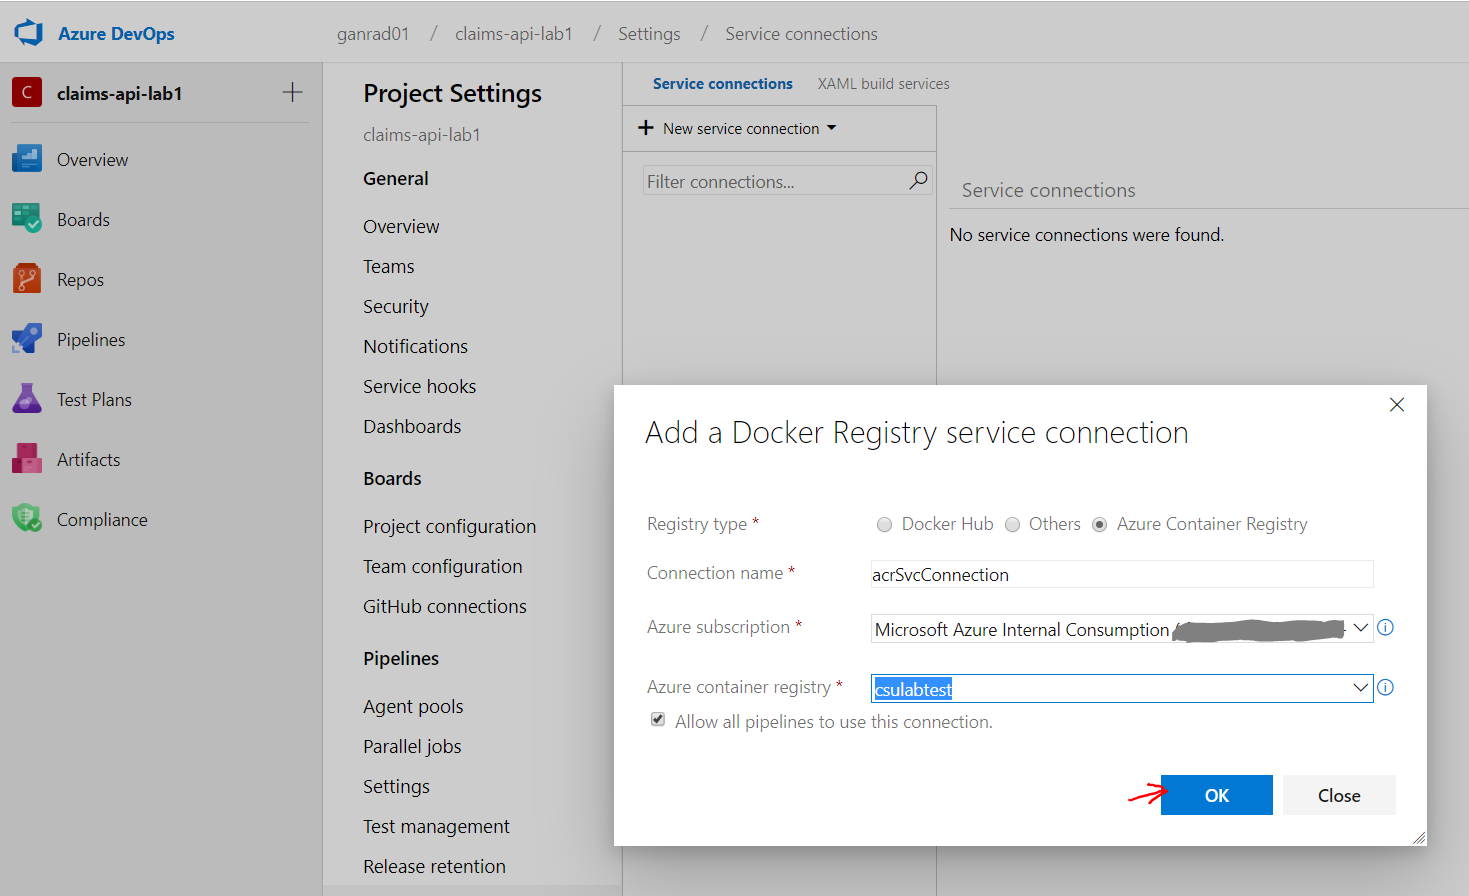 Azure DevOps
ganrad01 / claims-api-lab1 / Settings / Service connections
C claims-api-lab1
Overview
Boards
Repos
Pipelines
Test Plans
Artifacts
Compliance
Project Settings
claims-api-lab1
General
Overview
Teams
Security
Notifications
Service hooks
Dashboards
Boards
Project configuration
Team configuration
GitHub connections
Pipelines
Agent pools
Parallel jobs
Settings
Test management
Release retention
Service connections XAML build services
New service connection
Filter connections...
Service connections
No service connections were found.
Add a Docker Registry service connection
Registry type * Docker Hub Others Azure Container Registry
Connection name * acrSvcConnection
Azure subscription * Microsoft Azure Internal Consumption
Azure container registry * csulabtest
Allow all pipelines to use this connection.
OK Close